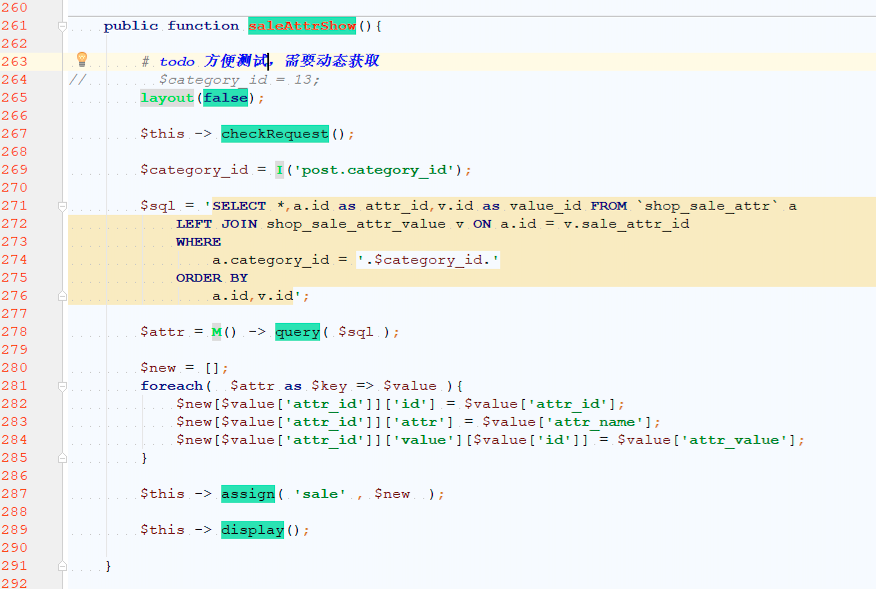 260
261 public function saleAttrShow(){
262
263 # todo 方便测试，需要动态获取
264 // $category_id = 13;
265 layout(false);
266
267 $this -> checkRequest();
268
269 $category_id = I('post.category_id');
270
271 $sql = 'SELECT *,a.id as attr_id,v.id as value_id FROM `shop_sale_attr` a
272 LEFT JOIN shop_sale_attr_value v ON a.id = v.sale_attr_id
273 WHERE
274 a.category_id = '.$category_id.'
275 ORDER BY
276 a.id,v.id';
277
278 $attr = M() -> query( $sql );
279
280 $new = [];
281 foreach( $attr as $key => $value ){
282 $new[$value['attr_id']]['id'] = $value['attr_id'];
283 $new[$value['attr_id']]['attr'] = $value['attr_name'];
284 $new[$value['attr_id']]['value'][$value['id']] = $value['attr_value'];
285 }
286
287 $this -> assign( 'sale' , $new );
288
289 $this -> display();
290
291 }
292